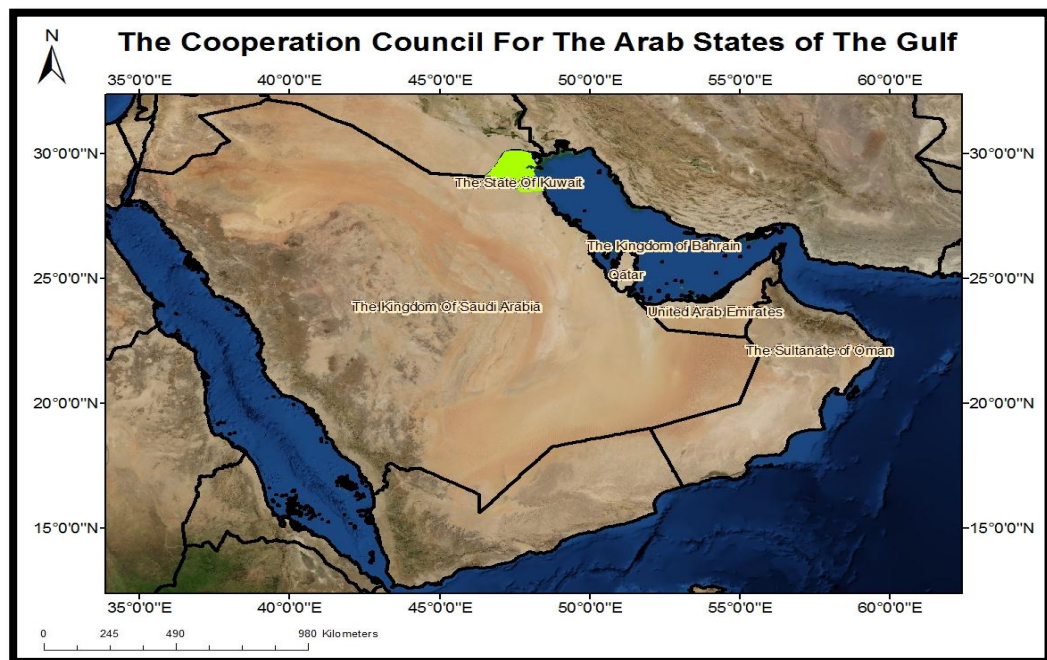 N
The Cooperation Council For The Arab States of The Gulf
35°0'0"E 40°0'0"E 45°0'0"E 50°0'0"E 55°0'0"E 60°0'0"E
30°0'0"N 30°0'0"N
The State Of Kuwait
The Kingdom of Bahrain
25°0'0"N Qatar 25°0'0"N
The Kingdom Of Saudi Arabia United Arab Emirates
The Sultanate of Oman
20°0'0"N 20°0'0"N
15°0'0"N 15°0'0"N
35°0'0"E 40°0'0"E 45°0'0"E 50°0'0"E 55°0'0"E 60°0'0"E
0 245 490 980 Kilometers